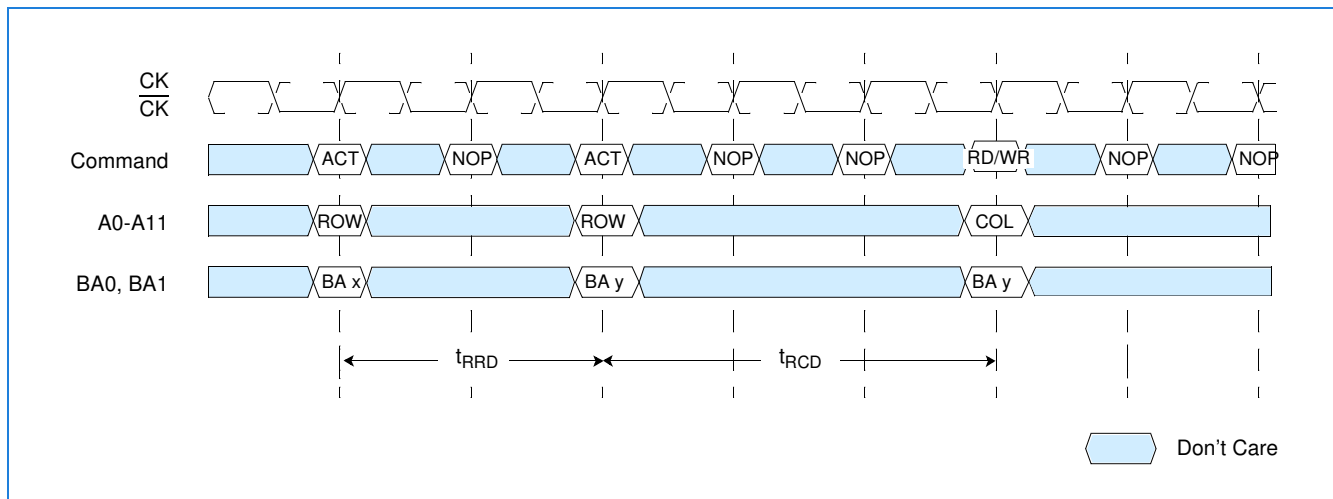 CK
CK
Command ACT NOP ACT NOP NOP RD/WR NOP NOP
A0-A11 ROW ROW COL
BA0, BA1 BA x BA y BA y
tRRD tRCD
Don't Care